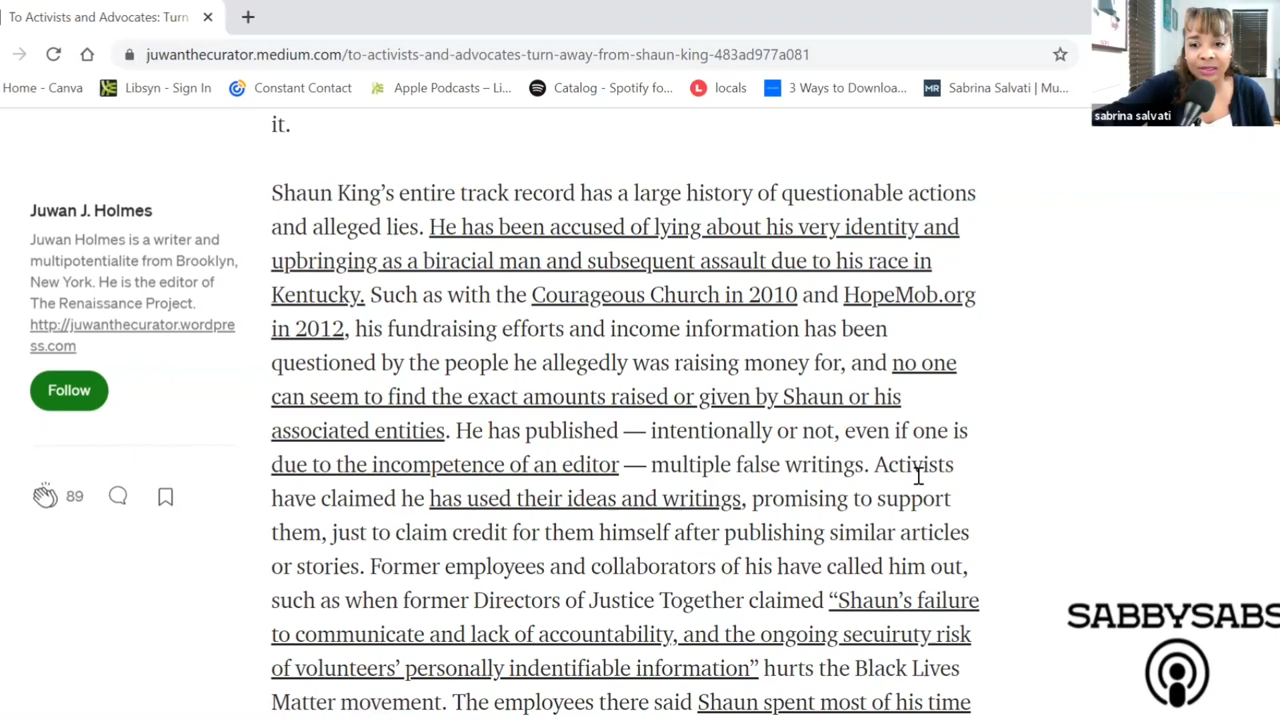 To Activists and Advocates: Turn
juwanthecurator.medium.com/to-activists-and-advocates-turn-away-from-shaun-king-483ad977a081
Home - Canva
Libsyn - Sign In
Constant Contact
Apple Podcasts – Li...
Catalog - Spotify fo...
locals
3 Ways to Downloa...
MR
Sabrina Salvati | Mu...
sabrina salvati
it.
Juwan J. Holmes
Juwan Holmes is a writer and
multipotentialite from Brooklyn,
New York. He is the editor of
The Renaissance Project.
http://juwanthecurator.wordpre
ss.com
Follow
89
Shaun King’s entire track record has a large history of questionable actions
and alleged lies. He has been accused of lying about his very identity and
upbringing as a biracial man and subsequent assault due to his race in
Kentucky. Such as with the Courageous Church in 2010 and HopeMob.org
in 2012, his fundraising efforts and income information has been
questioned by the people he allegedly was raising money for, and no one
can seem to find the exact amounts raised or given by Shaun or his
associated entities. He has published — intentionally or not, even if one is
due to the incompetence of an editor — multiple false writings. Activists
have claimed he has used their ideas and writings, promising to support
them, just to claim credit for them himself after publishing similar articles
or stories. Former employees and collaborators of his have called him out,
such as when former Directors of Justice Together claimed “Shaun’s failure
to communicate and lack of accountability, and the ongoing secuiruty risk
of volunteers’ personally indentifiable information” hurts the Black Lives
Matter movement. The employees there said Shaun spent most of his time
SABBYSABS